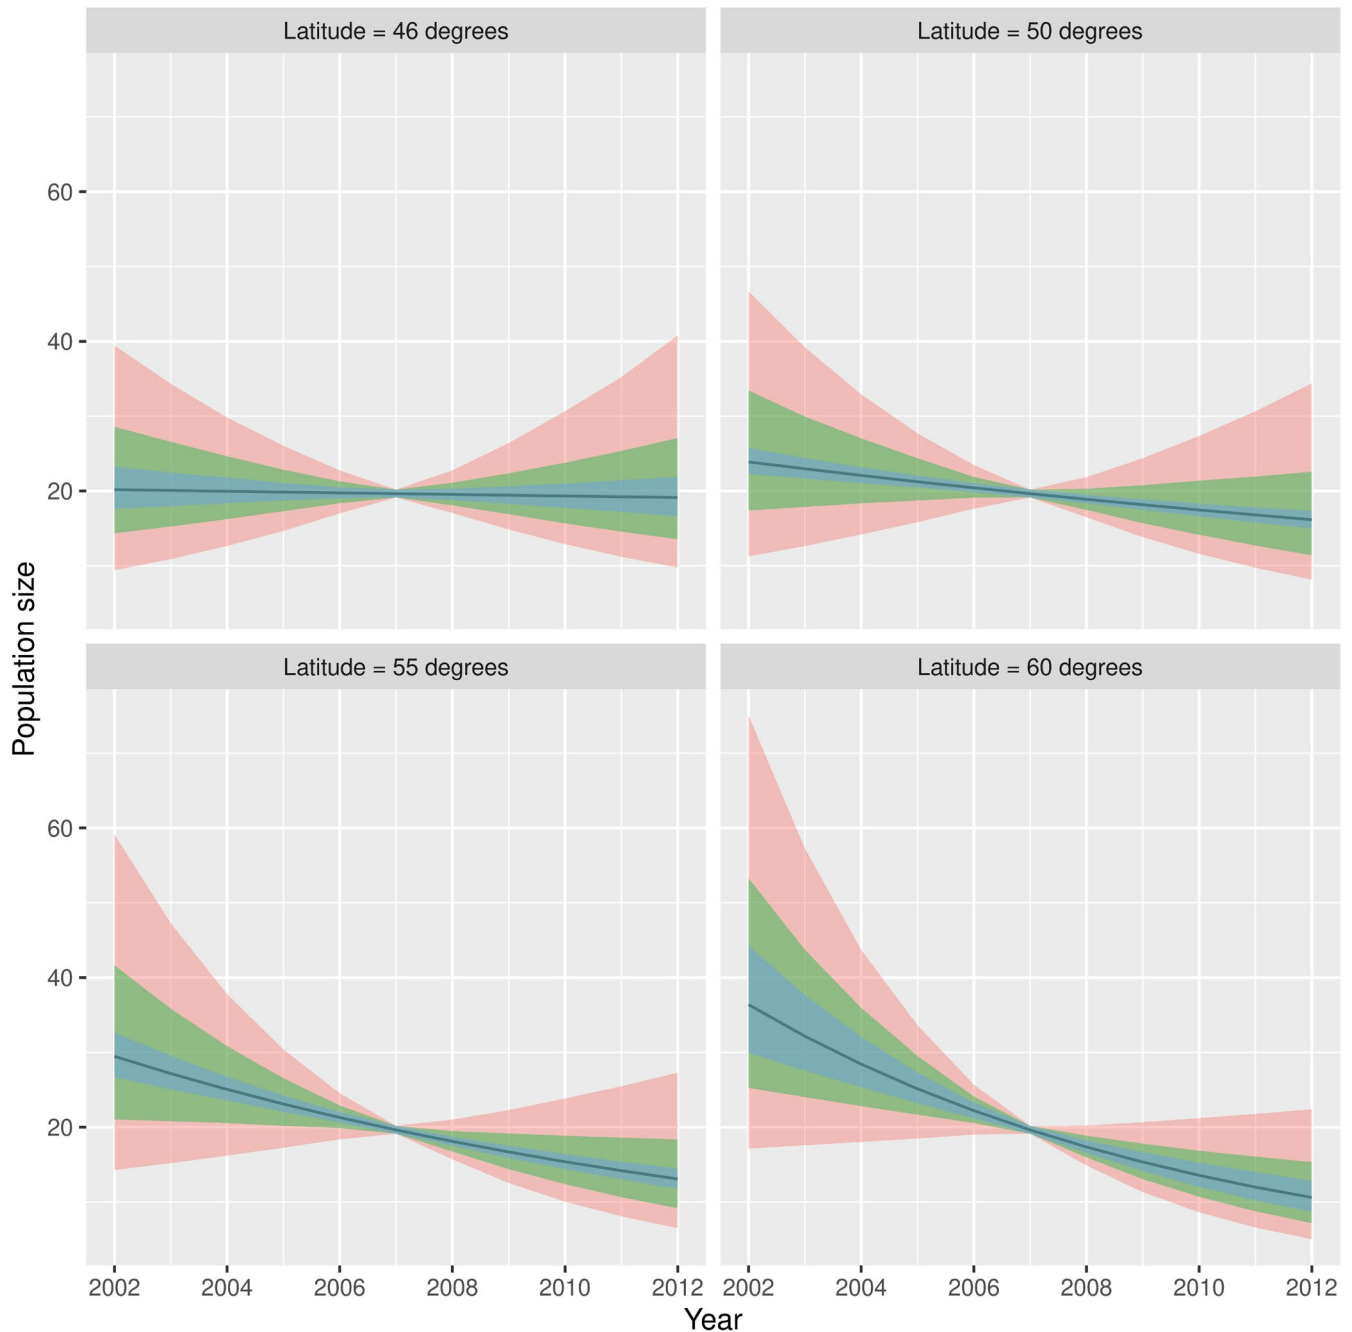 Latitude = 46 degrees
Latitude = 50 degrees
60
40
20
Population size
Latitude = 55 degrees
Latitude = 60 degrees
60
40
20
2002 2004 2006 2008 2010 2012 2002 2004 2006 2008 2010 2012
Year